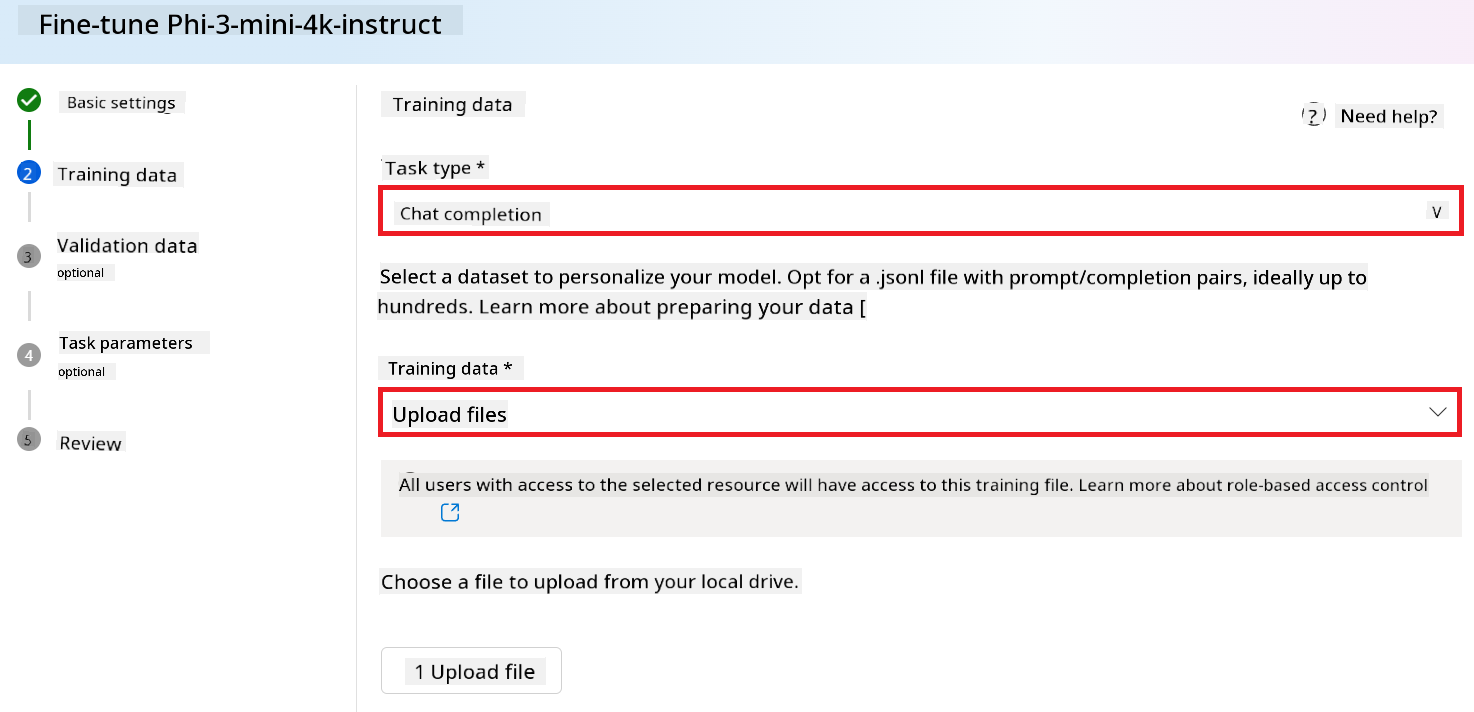 Fine-tune Phi-3-mini-4k-instruct
Basic settings
2 Training data
3 Validation data
optional
4 Task parameters
optional
5 Review
Training data
? Need help?
Task type *
Chat completion V
Select a dataset to personalize your model. Opt for a .jsonl file with prompt/completion pairs, ideally up to
hundreds. Learn more about preparing your data [
Training data *
Upload files
All users with access to the selected resource will have access to this training file. Learn more about role-based access control
Choose a file to upload from your local drive.
1 Upload file